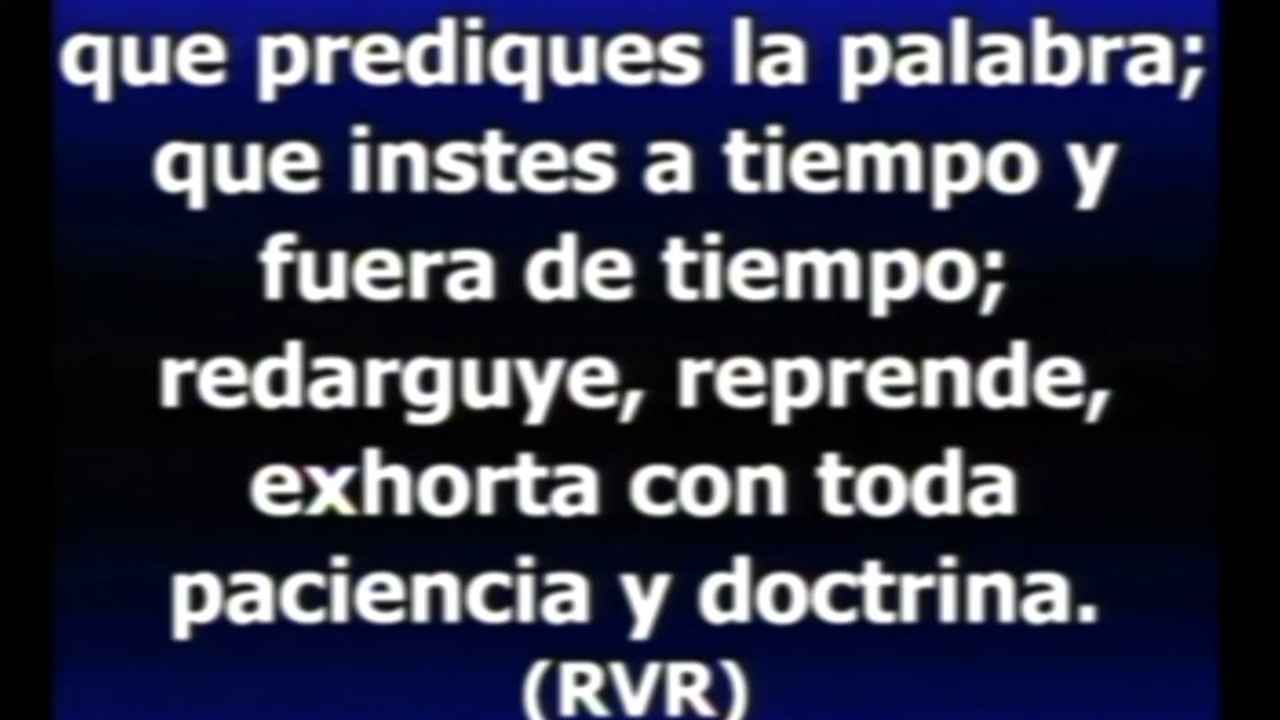 que prediques la palabra;
que instes a tiempo y
fuera de tiempo;
redarguye, reprende,
exhorta con toda
paciencia y doctrina.
(RVR)